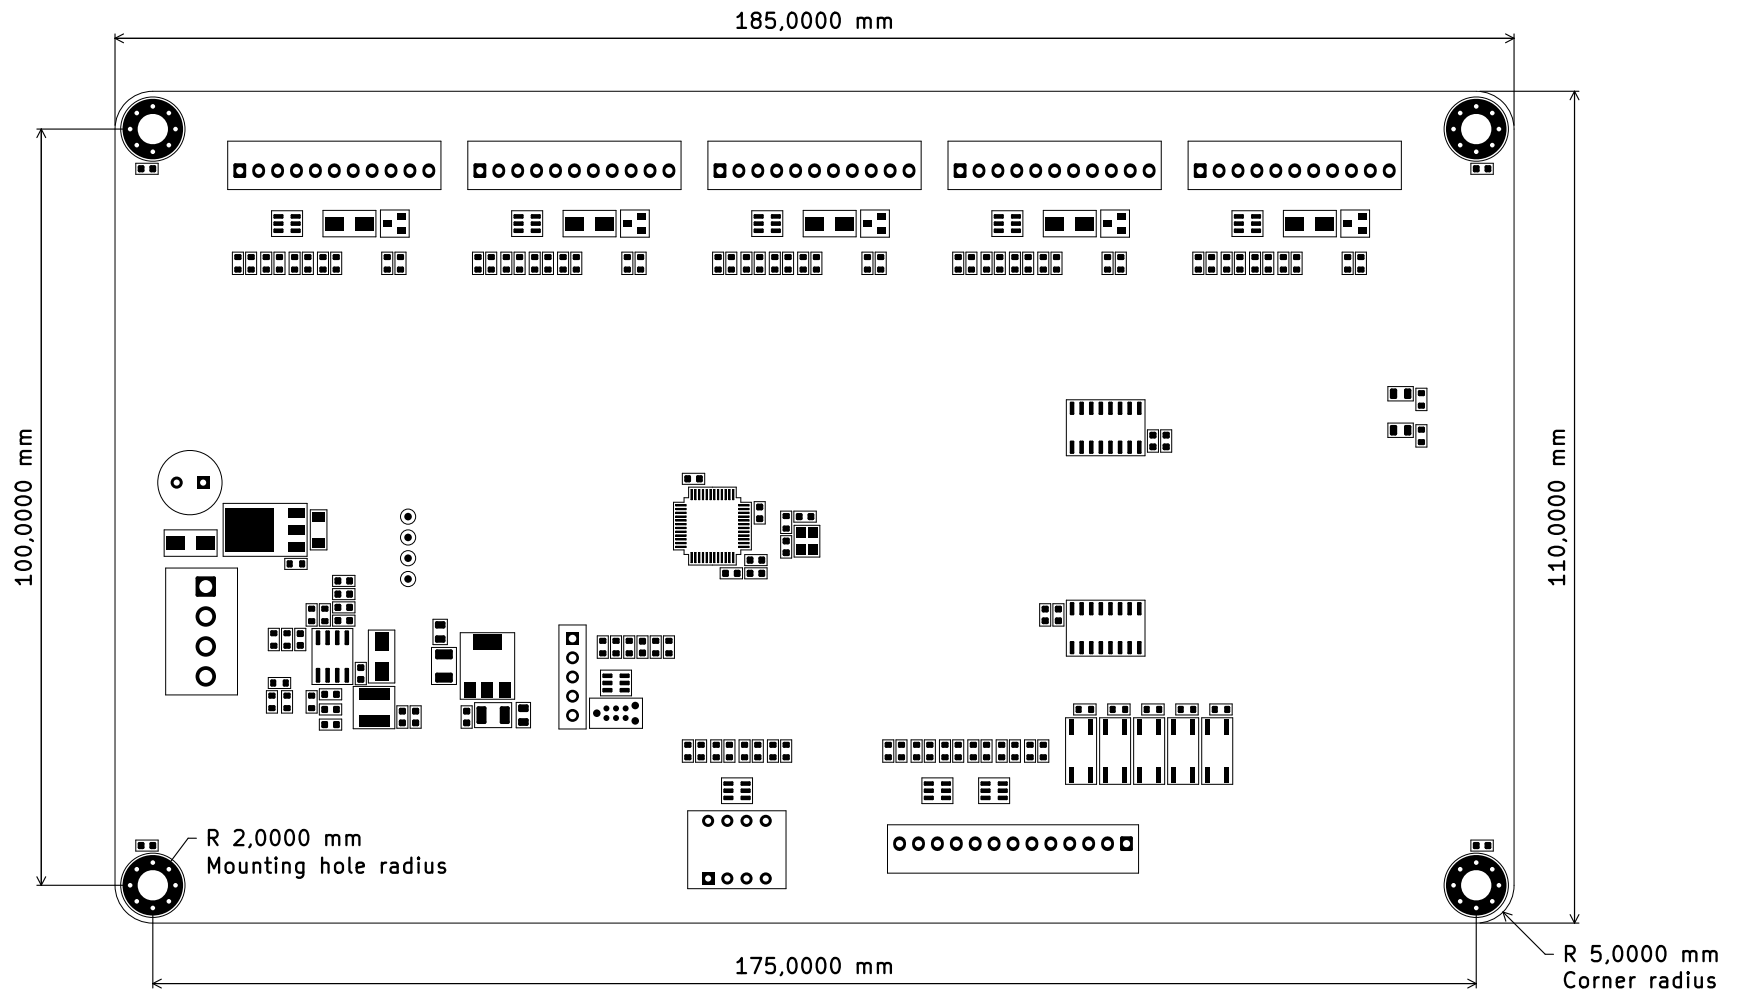 185,0000 mm
100,0000 mm
110,0000 mm
R 2,0000 mm
Mounting hole radius
175,0000 mm
R 5,0000 mm
Corner radius